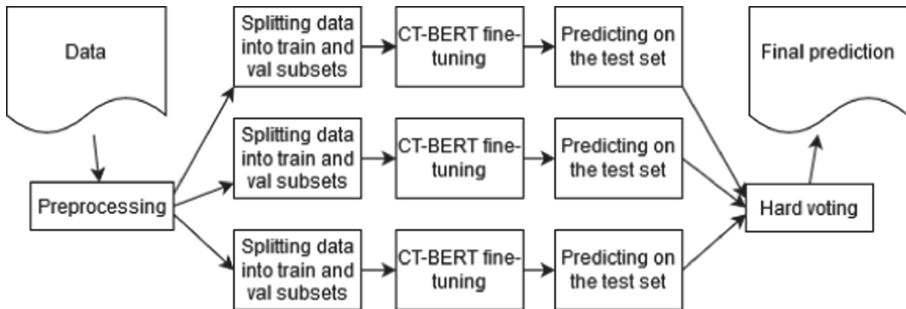 Data
Preprocessing
Splitting data
into train and
val subsets
CT-BERT fine-
tuning
Predicting on
the test set
Splitting data
into train and
val subsets
CT-BERT fine-
tuning
Predicting on
the test set
Splitting data
into train and
val subsets
CT-BERT fine-
tuning
Predicting on
the test set
Hard voting
Final prediction